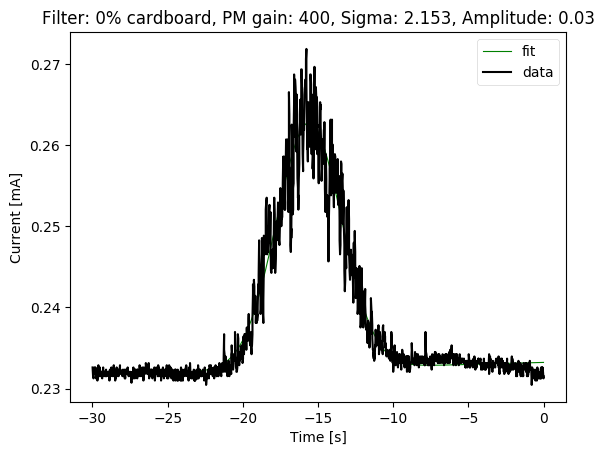 Filter: 0% cardboard, PM gain: 400, Sigma: 2.153, Amplitude: 0.03
fit
data
0.27
0.26
0.25
0.24
0.23
Current [mA]
−30
−25
−20
−15
−10
−5
0
Time [s]